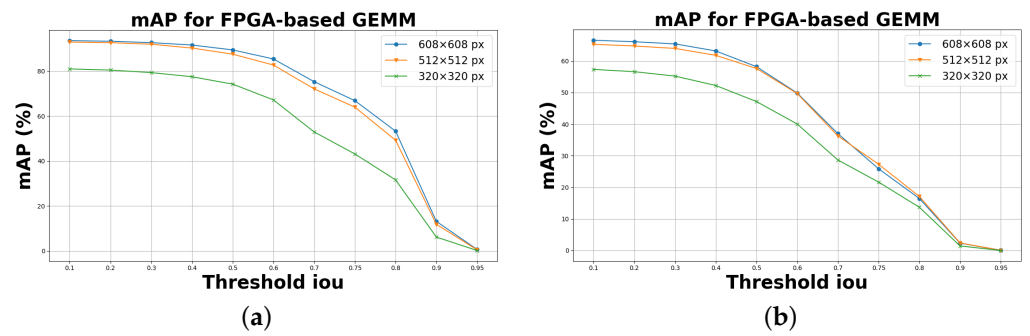 mAP for FPGA-based GEMM
mAP (%)
80
60
40
20
0
608×608 px
512×512 px
320×320 px
0.1 0.2 0.3 0.4 0.5 0.6 0.7 0.75 0.8 0.9 0.95
Threshold iou
(a)
mAP for FPGA-based GEMM
mAP (%)
60
50
40
30
20
10
0
608×608 px
512×512 px
320×320 px
0.1 0.2 0.3 0.4 0.5 0.6 0.7 0.75 0.8 0.9 0.95
Threshold iou
(b)